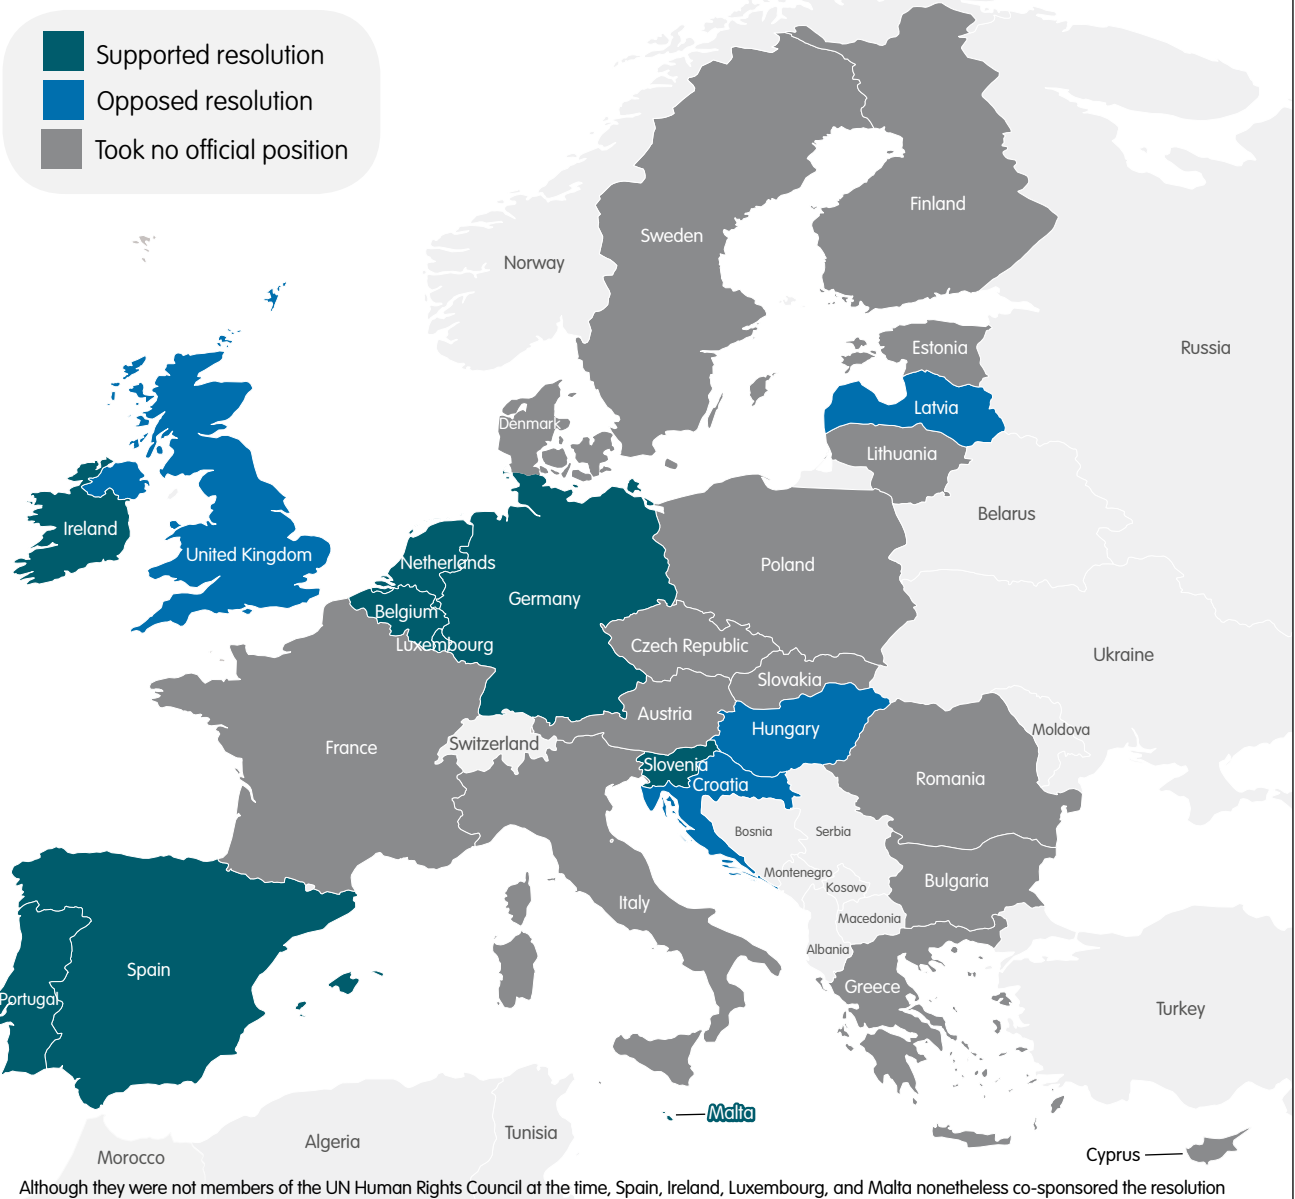 Supported resolution
Opposed resolution
Took no official position
Finland
Sweden
Norway
Estonia
Russia
Latvia
Denmark
Lithuania
Belarus
Ireland
United Kingdom
Netherlands
Poland
Germany
Belgium
Luxembourg
Czech Republic
Ukraine
Slovakia
Austria
Hungary
Moldova
France
Switzerland
Slovenia
Croatia
Romania
Bosnia
Serbia
Montenegro
Kosovo
Bulgaria
Italy
Macedonia
Albania
Spain
Greece
Portugal
Turkey
Malta
Algeria
Tunisia
Morocco
Cyprus
Although they were not members of the UN Human Rights Council at the time, Spain, Ireland, Luxembourg, and Malta nonetheless co-sponsored the resolution